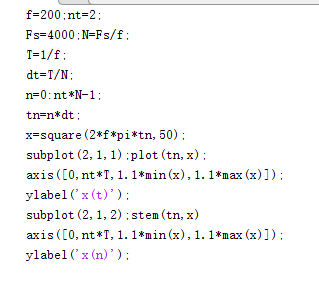 f=200;nt=2;
Fs=4000;N=Fs/f;
T=1/f;
dt=T/N;
n=0:nt*N-1;
tn=n*dt;
x=square(2*f*pi*tn,50);
subplot(2,1,1);plot(tn,x);
axis([0,nt*T,1.1*min(x),1.1*max(x)]);
ylabel('x(t)');
subplot(2,1,2);stem(tn,x)
axis([0,nt*T,1.1*min(x),1.1*max(x)]);
ylabel('x(n)');